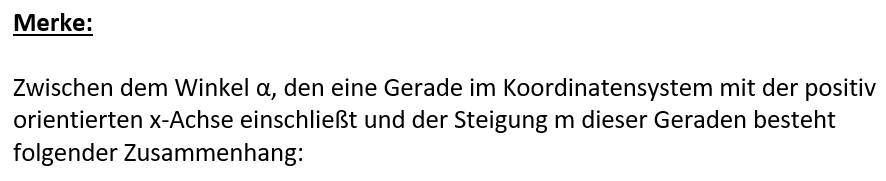 Merke:
Zwischen dem Winkel α, den eine Gerade im Koordinatensystem mit der positiv
orientierten x-Achse einschließt und der Steigung m dieser Geraden besteht
folgender Zusammenhang: